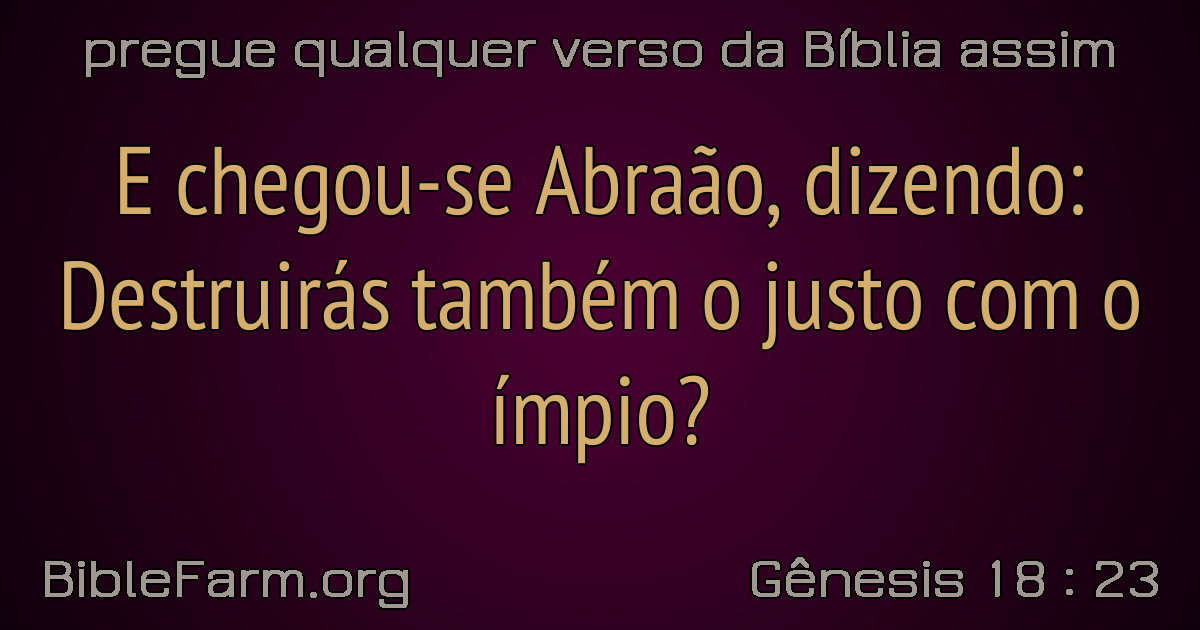 pregue qualquer verso da Bíblia assim
E chegou-se Abraão, dizendo:
Destruirás também o justo com o
ímpio?
BibleFarm.org
Gênesis 18 : 23